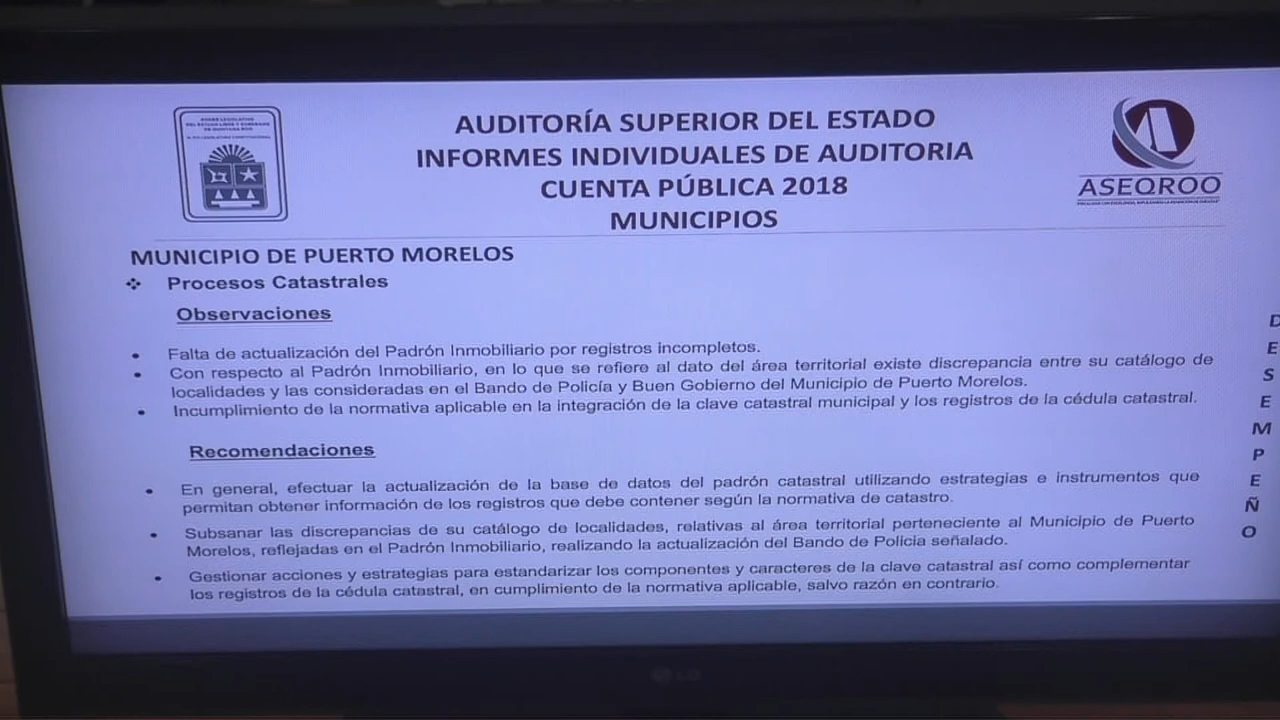 AUDITORÍA SUPERIOR DEL ESTADO
INFORMES INDIVIDUALES DE AUDITORIA
CUENTA PÚBLICA 2018
MUNICIPIOS
ASEQROO
MUNICIPIO DE PUERTO MORELOS
Procesos Catastrales
Observaciones
• Falta de actualización del Padrón Inmobiliario por registros incompletos.
• Con respecto al Padrón Inmobiliario, en lo que se refiere al dato del área territorial existe discrepancia entre su catálogo de
localidades y las consideradas en el Bando de Policía y Buen Gobierno del Municipio de Puerto Morelos.
• Incumplimiento de la normativa aplicable en la integración de la clave catastral municipal y los registros de la cédula catastral.
Recomendaciones
• En general, efectuar la actualización de la base de datos del padrón catastral utilizando estrategias e instrumentos que
permitan obtener información de los registros que debe contener según la normativa de catastro.
• Subsanar las discrepancias de su catálogo de localidades, relativas al área territorial perteneciente al Municipio de Puerto
Morelos, reflejadas en el Padrón Inmobiliario, realizando la actualización del Bando de Policia señalado.
• Gestionar acciones y estrategias para estandarizar los componentes y caracteres de la clave catastral así como complementar
los registros de la cédula catastral, en cumplimiento de la normativa aplicable, salvo razón en contrario.
DESEMPEÑO
LG